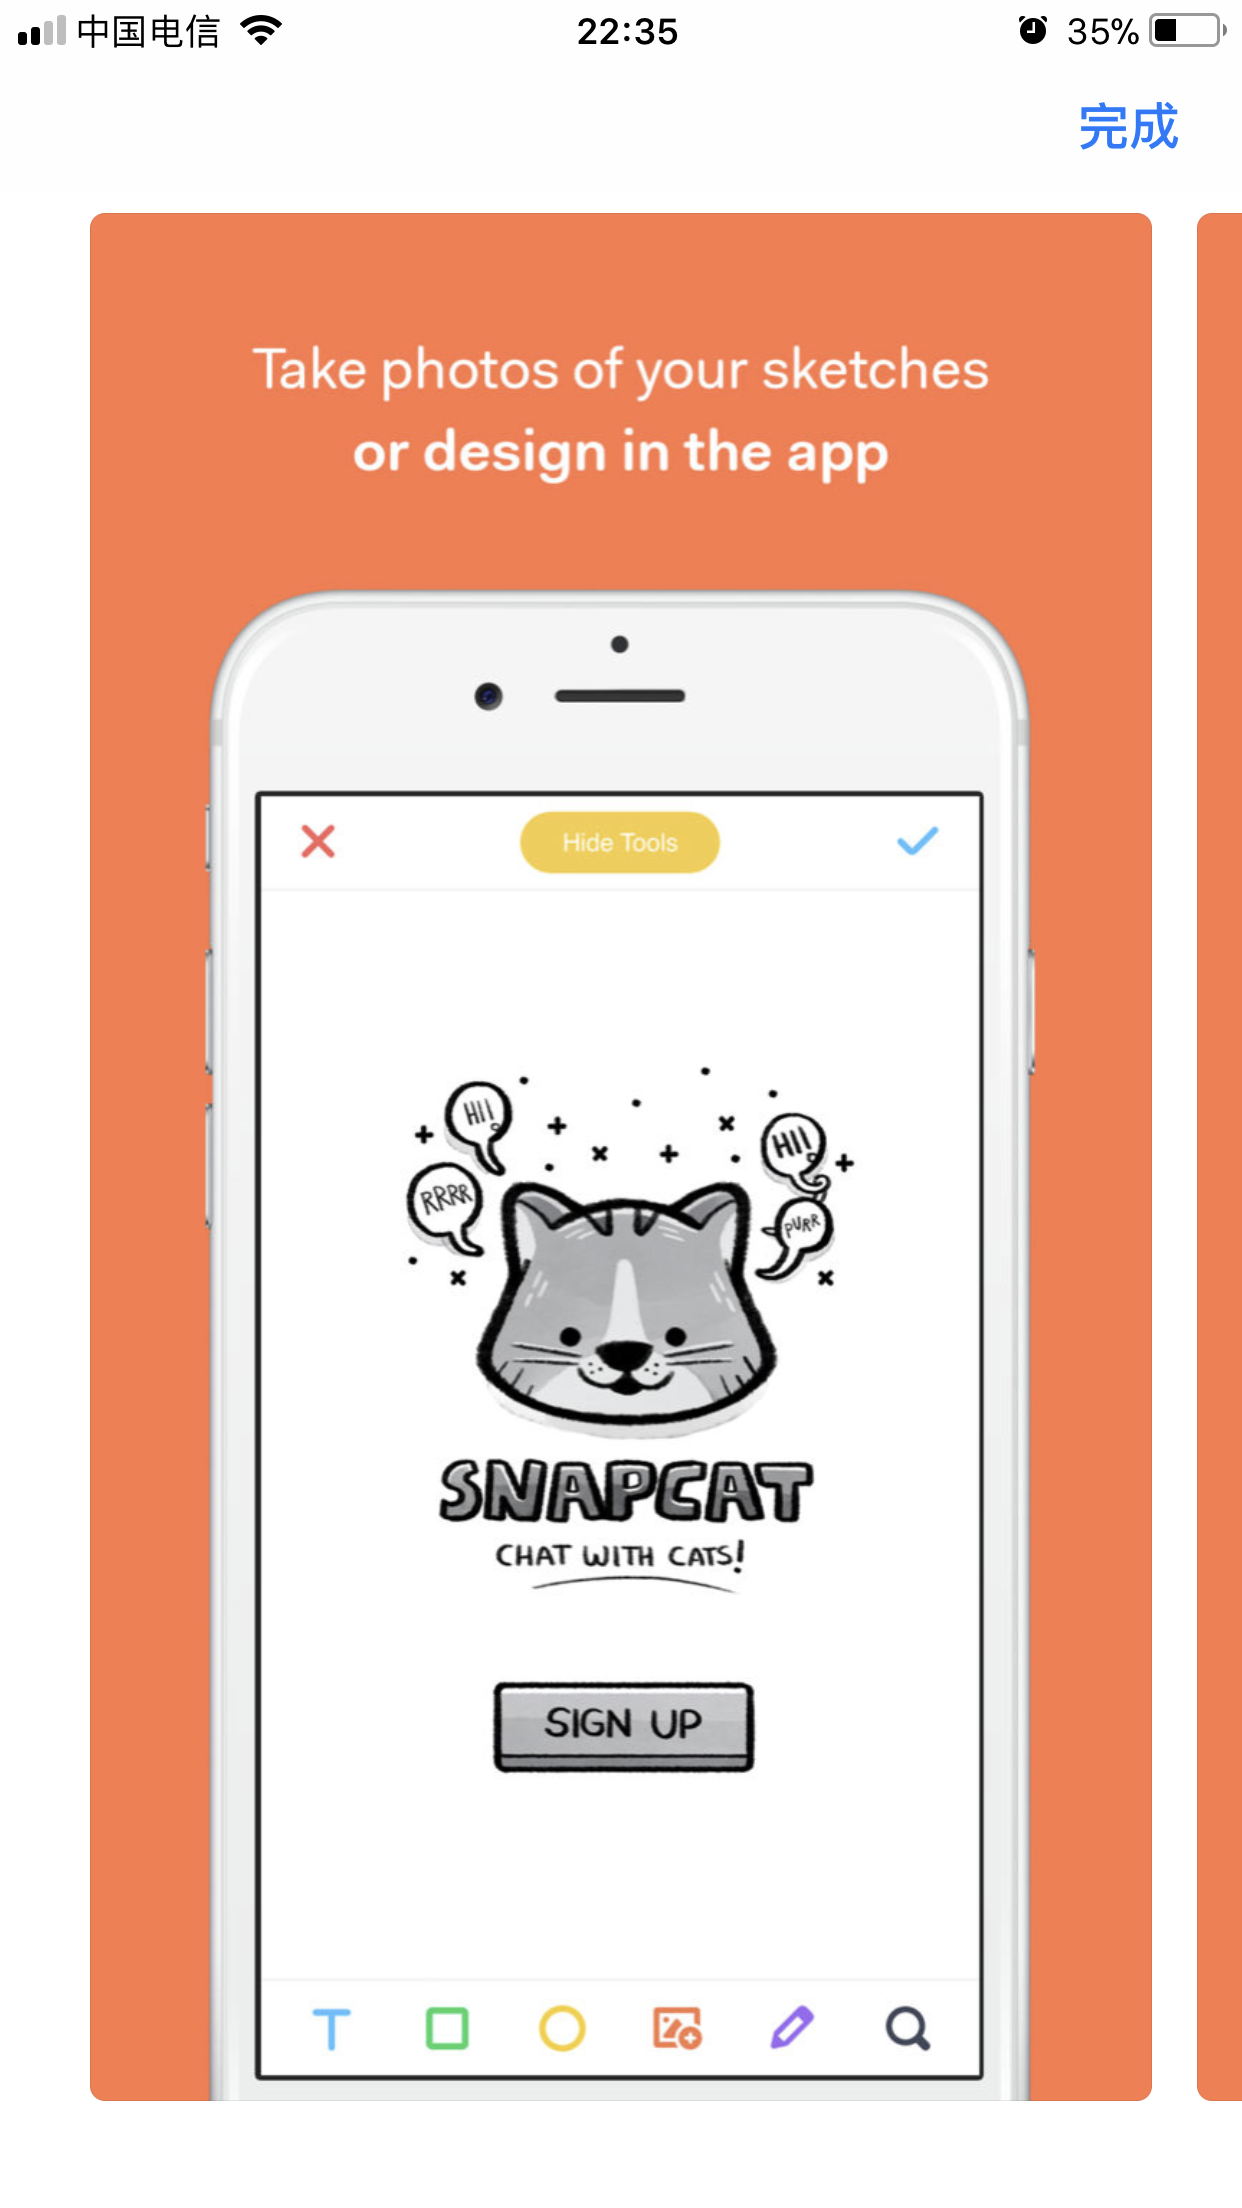 中国电信
22:35
35%
完成
Take photos of your sketches
or design in the app
Hide Tools
HI!
HI!
RRRR
PURR
SNAPCAT
CHAT WITH CATS!
SIGN UP